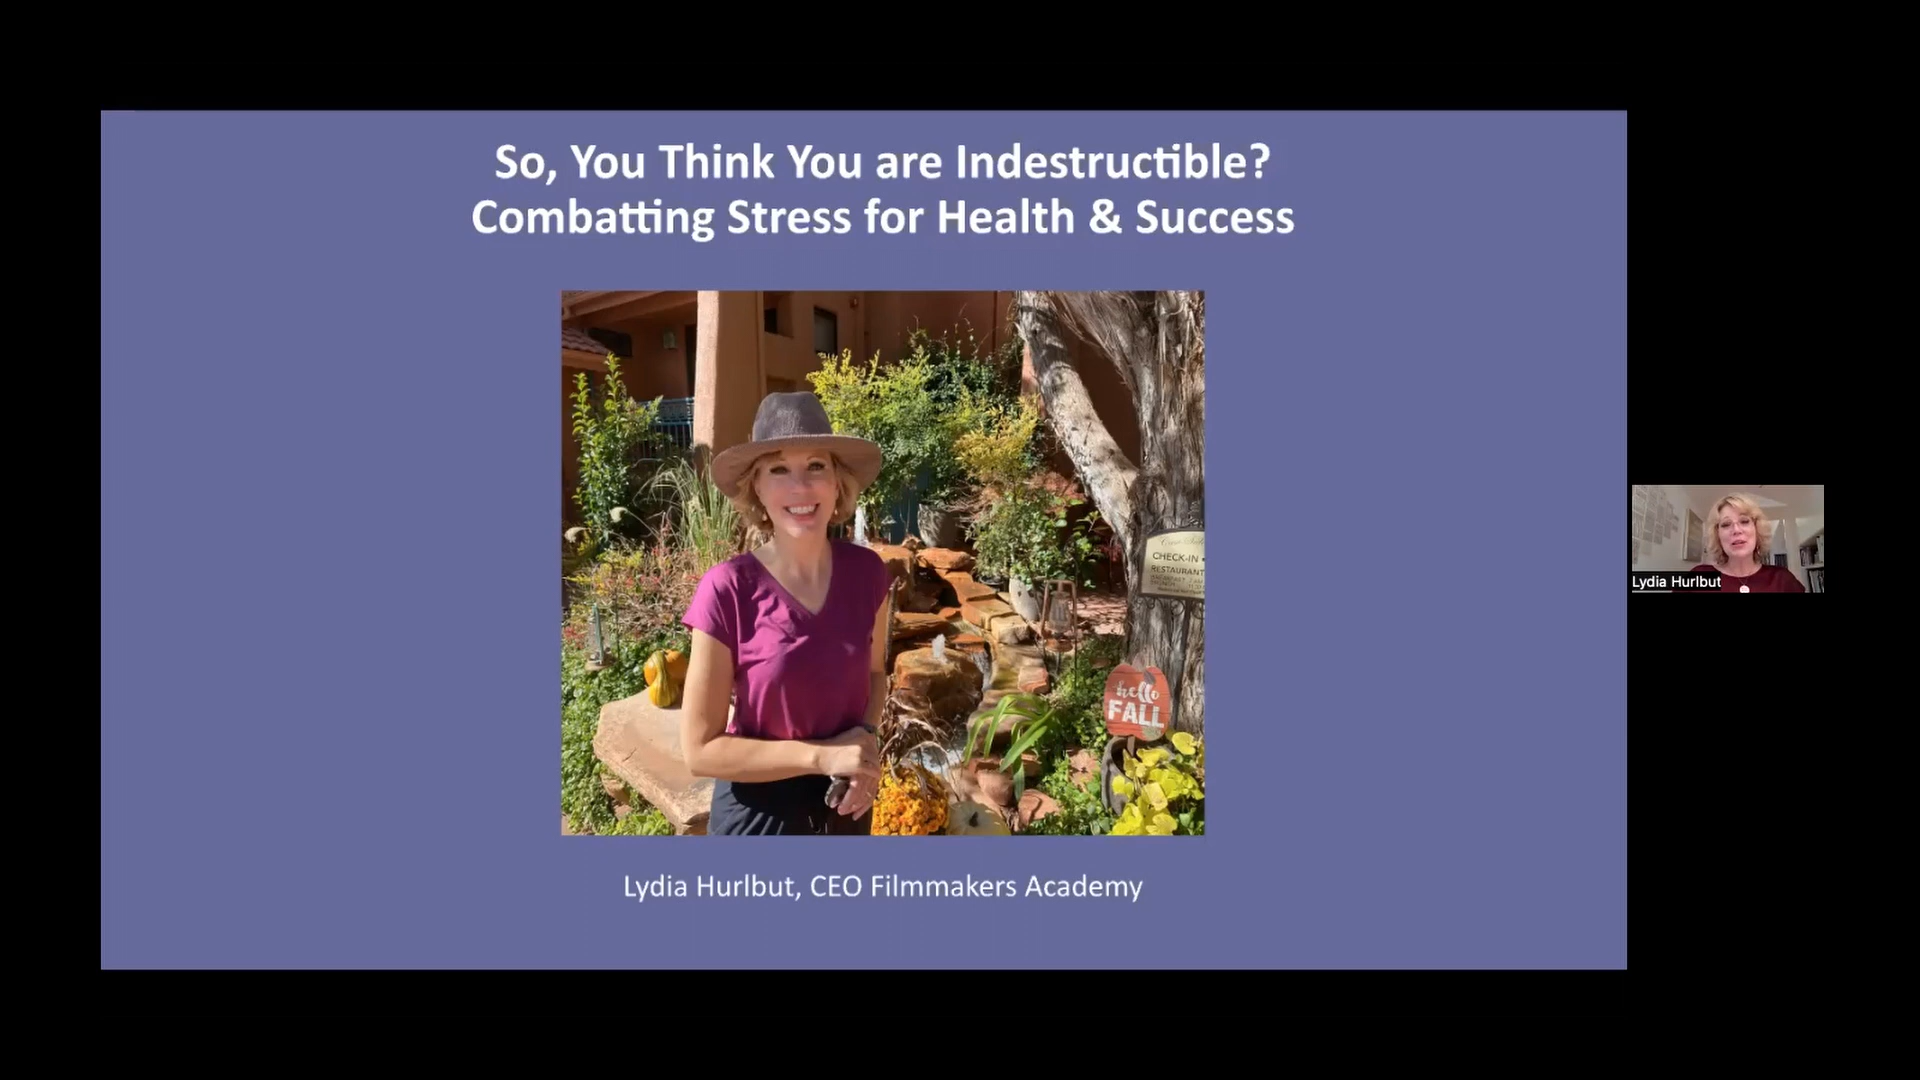 So, You Think You are Indestructible?
Combatting Stress for Health & Success
CHECK-IN
RESTAURANT
hello
FALL
Lydia Hurlbut, CEO Filmmakers Academy
Lydia Hurlbut